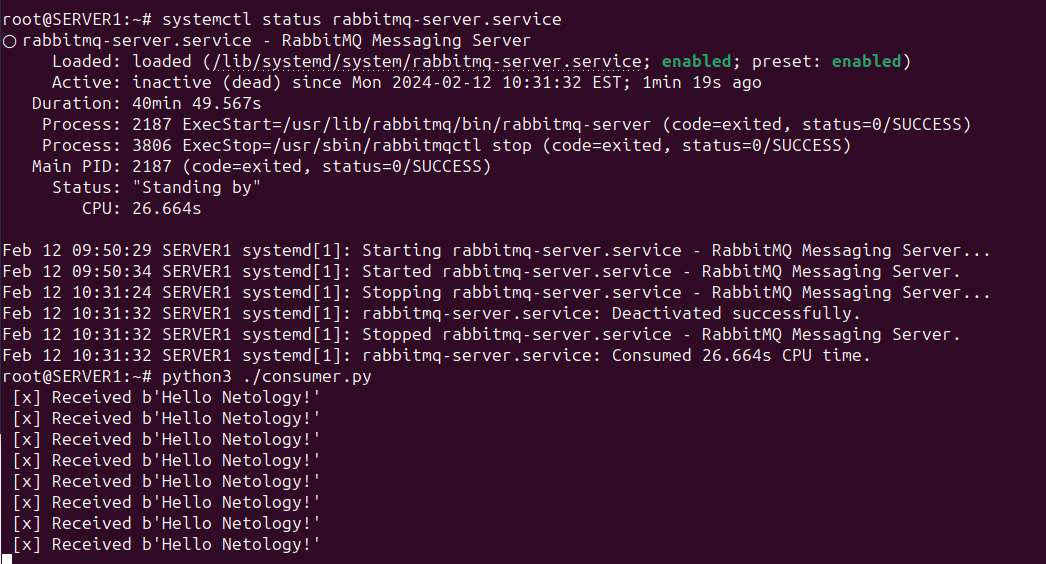 root@SERVER1:~# systemctl status rabbitmq-server.service
○ rabbitmq-server.service - RabbitMQ Messaging Server
     Loaded: loaded (/lib/systemd/system/rabbitmq-server.service; enabled; preset: enabled)
     Active: inactive (dead) since Mon 2024-02-12 10:31:32 EST; 1min 19s ago
   Duration: 40min 49.567s
    Process: 2187 ExecStart=/usr/lib/rabbitmq/bin/rabbitmq-server (code=exited, status=0/SUCCESS)
    Process: 3806 ExecStop=/usr/sbin/rabbitmqctl stop (code=exited, status=0/SUCCESS)
   Main PID: 2187 (code=exited, status=0/SUCCESS)
     Status: "Standing by"
        CPU: 26.664s

Feb 12 09:50:29 SERVER1 systemd[1]: Starting rabbitmq-server.service - RabbitMQ Messaging Server...
Feb 12 09:50:34 SERVER1 systemd[1]: Started rabbitmq-server.service - RabbitMQ Messaging Server.
Feb 12 10:31:24 SERVER1 systemd[1]: Stopping rabbitmq-server.service - RabbitMQ Messaging Server...
Feb 12 10:31:32 SERVER1 systemd[1]: rabbitmq-server.service: Deactivated successfully.
Feb 12 10:31:32 SERVER1 systemd[1]: Stopped rabbitmq-server.service - RabbitMQ Messaging Server.
Feb 12 10:31:32 SERVER1 systemd[1]: rabbitmq-server.service: Consumed 26.664s CPU time.
root@SERVER1:~# python3 ./consumer.py
 [x] Received b'Hello Netology!'
 [x] Received b'Hello Netology!'
 [x] Received b'Hello Netology!'
 [x] Received b'Hello Netology!'
 [x] Received b'Hello Netology!'
 [x] Received b'Hello Netology!'
 [x] Received b'Hello Netology!'
 [x] Received b'Hello Netology!'